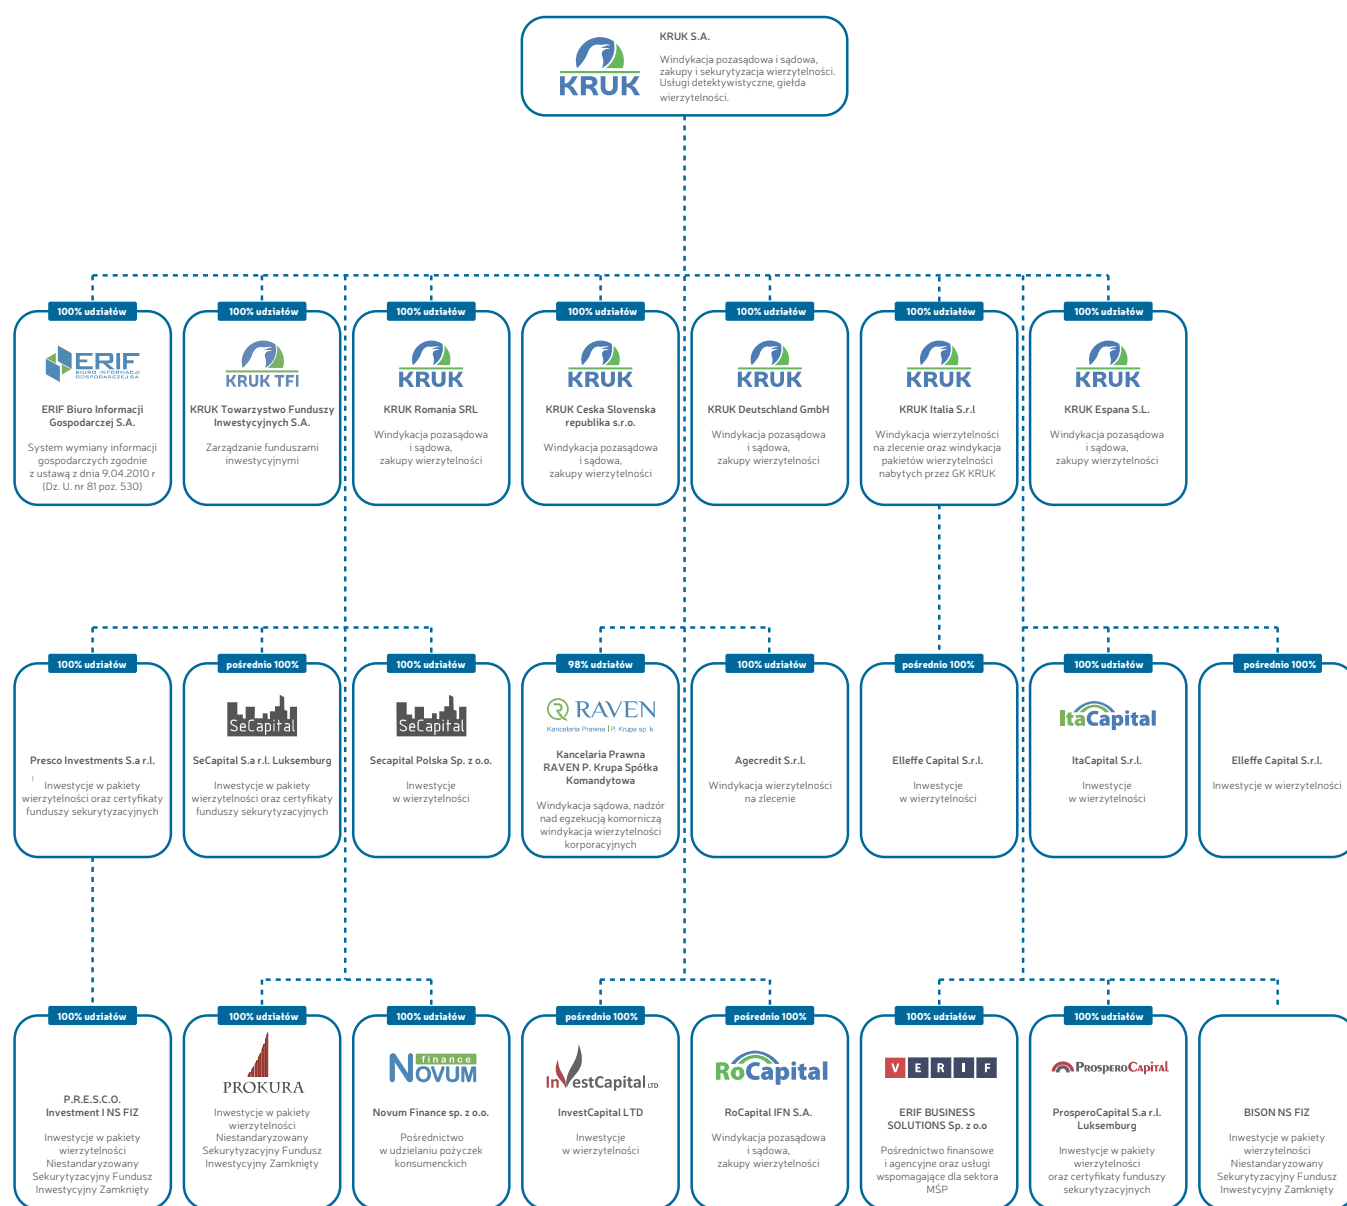 KRUK
KRUK S.A.
Windykacja pozasądowa i sądowa,
zakupy i sekurytyzacja wierzytelności.
Usługi detektywistyczne, giełda
wierzytelności.
100% udziałów
ERIF
BIURO INFORMACJI
GOSPODARCZEJ SA
ERIF Biuro Informacji
Gospodarczej S.A.
System wymiany informacji
gospodarczych zgodnie
z ustawą z dnia 9.04.2010 r
(Dz. U. nr 81 poz. 530)
100% udziałów
KRUK TFI
KRUK Towarzystwo Funduszy
Inwestycyjnych S.A.
Zarządzanie funduszami
inwestycyjnymi
100% udziałów
KRUK
KRUK Romania SRL
Windykacja pozasądowa
i sądowa,
zakupy wierzytelności
100% udziałów
KRUK
KRUK Ceska Slovenska
republika s.r.o.
Windykacja pozasądowa
i sądowa,
zakupy wierzytelności
100% udziałów
KRUK
KRUK Deutschland GmbH
Windykacja pozasądowa
i sądowa,
zakupy wierzytelności
100% udziałów
KRUK
KRUK Italia S.r.l
Windykacja wierzytelności
na zlecenie oraz windykacja
pakietów wierzytelności
nabytych przez GK KRUK
100% udziałów
KRUK
KRUK Espana S.L.
Windykacja pozasądowa
i sądowa,
zakupy wierzytelności
100% udziałów
Presco Investments S.a r.l.
Inwestycje w pakiety
wierzytelności oraz certyfikaty
funduszy sekurytyzacyjnych
pośrednio 100%
SeCapital
SeCapital S.a r.l. Luksemburg
Inwestycje w pakiety
wierzytelności oraz certyfikaty
funduszy sekurytyzacyjnych
100% udziałów
SeCapital
Secapital Polska Sp. z o.o.
Inwestycje
w wierzytelności
98% udziałów
RAVEN
Kancelaria Prawna | P. Krupa sp. k.
Kancelaria Prawna
RAVEN P. Krupa Spółka
Komandytowa
Windykacja sądowa, nadzór
nad egzekucją komorniczą
windykacja wierzytelności
korporacyjnych
100% udziałów
Agecredit S.r.l.
Windykacja wierzytelności
na zlecenie
pośrednio 100%
Elleffe Capital S.r.l.
Inwestycje
w wierzytelności
100% udziałów
ItaCapital
ItaCapital S.r.l.
Inwestycje
w wierzytelności
pośrednio 100%
Elleffe Capital S.r.l.
Inwestycje w wierzytelności
100% udziałów
P.R.E.S.C.O.
Investment I NS FIZ
Inwestycje w pakiety
wierzytelności
Niestandaryzowany
Sekurytyzacyjny Fundusz
Inwestycyjny Zamknięty
100% udziałów
PROKURA
Inwestycje w pakiety
wierzytelności
Niestandaryzowany
Sekurytyzacyjny Fundusz
Inwestycyjny Zamknięty
100% udziałów
finance
NOVUM
Novum Finance sp. z o.o.
Pośrednictwo
w udzielaniu pożyczek
konsumenckich
pośrednio 100%
InVestCapital LTD
InvestCapital LTD
Inwestycje
w wierzytelności
pośrednio 100%
RoCapital
RoCapital IFN S.A.
Windykacja pozasądowa
i sądowa,
zakupy wierzytelności
100% udziałów
VERIF
ERIF BUSINESS
SOLUTIONS Sp. z o.o
Pośrednictwo finansowe
i agencyjne oraz usługi
wspomagające dla sektora
MŚP
100% udziałów
PROSPEROCAPITAL
ProsperoCapital S.a r.l.
Luksemburg
Inwestycje w pakiety
wierzytelności
oraz certyfikaty funduszy
sekurytyzacyjnych
BISON NS FIZ
Inwestycje w pakiety
wierzytelności
Niestandaryzowany
Sekurytyzacyjny Fundusz
Inwestycyjny Zamknięty